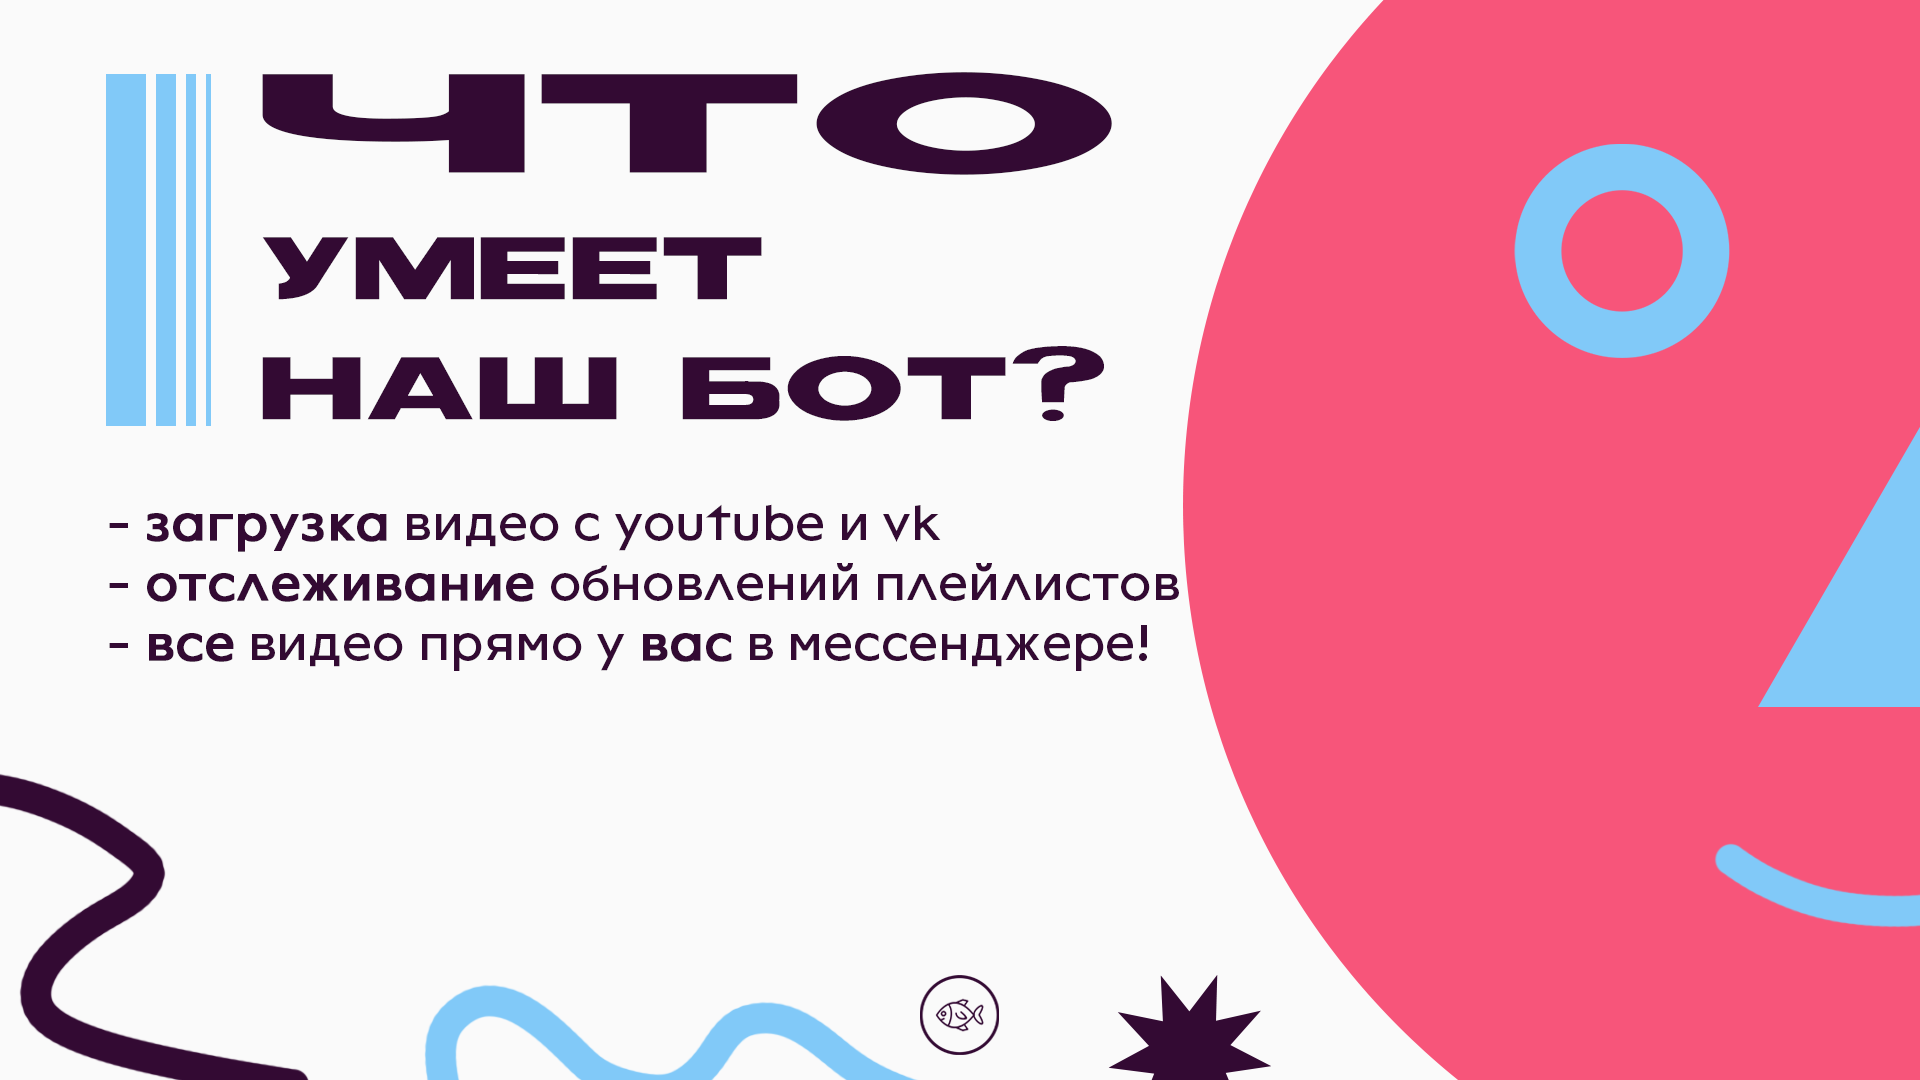 ЧТО
УМЕЕТ
НАШ БОТ?
- загрузка видео с youtube и vk
- отслеживание обновлений плейлистов
- все видео прямо у вас в мессенджере!